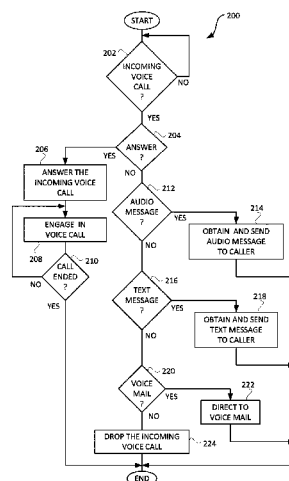 START
200
202
INCOMING
VOICE
CALL
?
NO
YES
204
ANSWER
?
YES
NO
206
ANSWER THE INCOMING VOICE
CALL
212
AUDIO
MESSAGE
?
YES
NO
214
OBTAIN AND SEND
AUDIO MESSAGE
TO CALLER
ENGAGE IN
VOICE CALL
208
210
CALL
ENDED
?
NO
YES
216
TEXT
MESSAGE
?
YES
NO
218
OBTAIN AND SEND
TEXT MESSAGE
TO CALLER
220
VOICE
MAIL
?
YES
NO
222
DIRECT TO
VOICE MAIL
DROP THE INCOMING
VOICE CALL
224
END